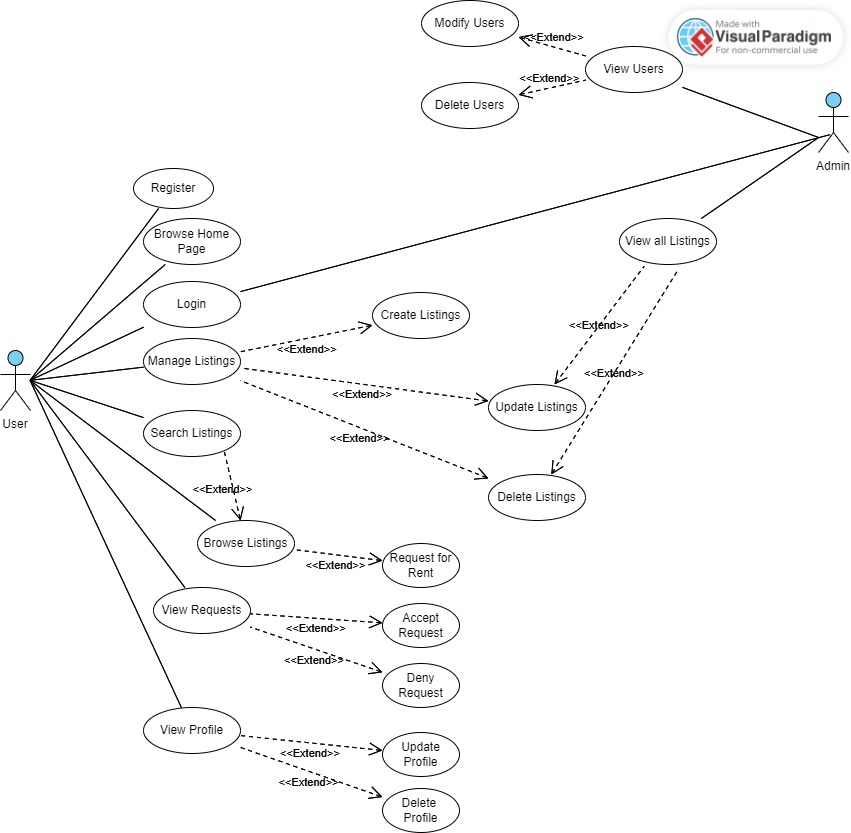 Modify Users
<<Extend>>
Made with
VisualParadigm
For non-commercial use
View Users
<<Extend>>
Delete Users
Admin
Register
Browse Home
Page
View all Listings
Login
Create Listings
<<Extend>>
<<Extend>>
Manage Listings
<<Extend>>
<<Extend>>
Update Listings
User
Search Listings
<<Extend>>
<<Extend>>
Delete Listings
Browse Listings
Request for
Rent
<<Extend>>
View Requests
Accept
Request
<<Extend>>
<<Extend>>
Deny
Request
View Profile
Update
Profile
<<Extend>>
<<Extend>>
Delete
Profile